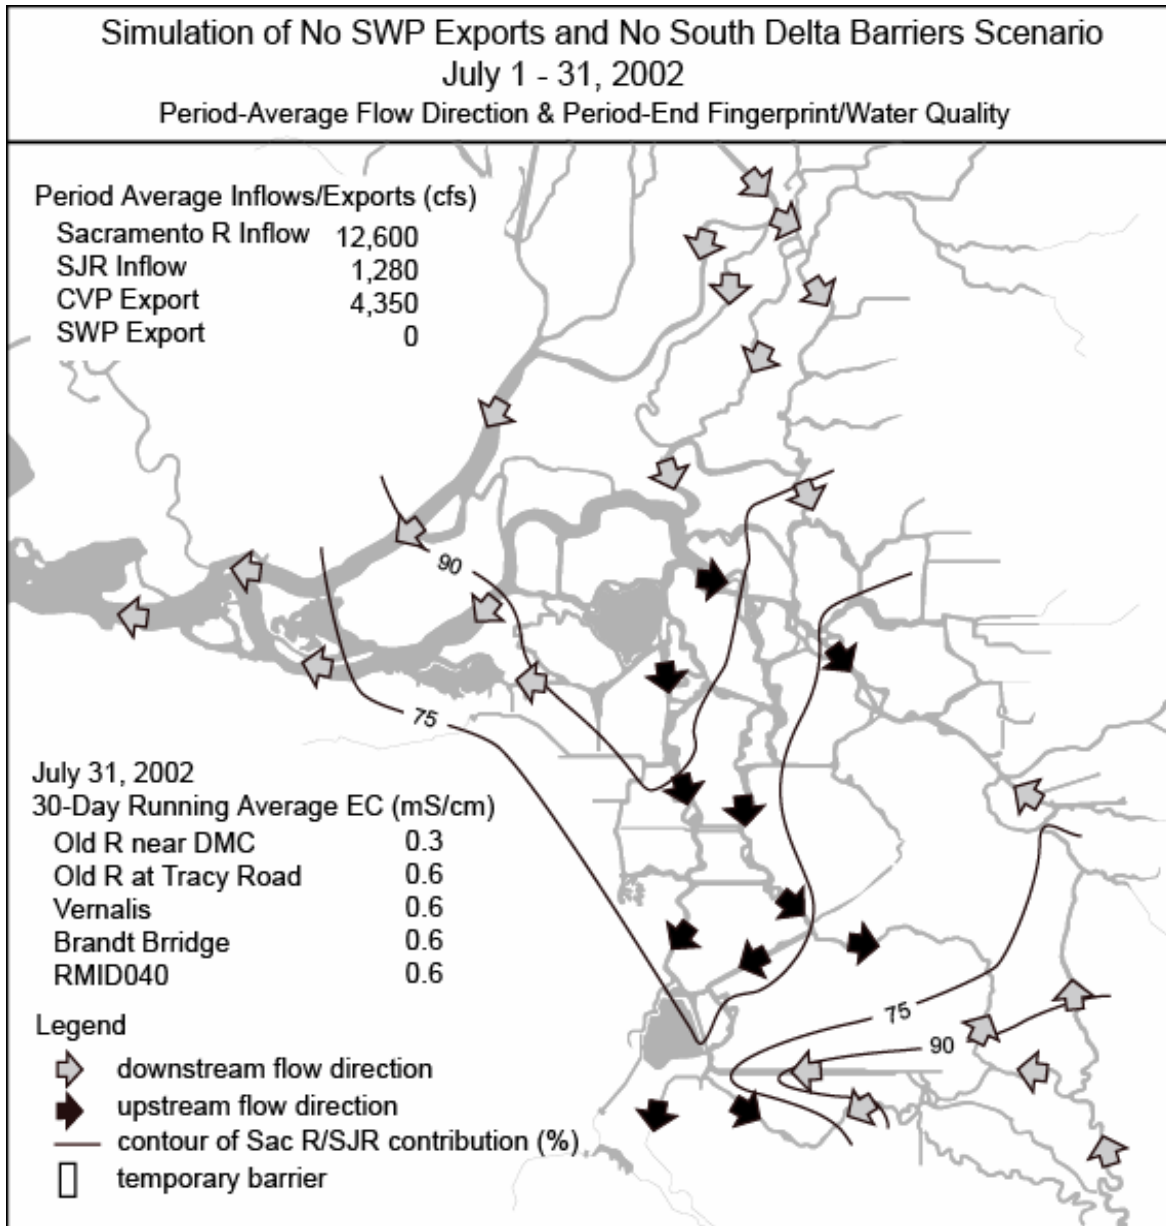 Simulation of No SWP Exports and No South Delta Barriers Scenario
July 1 - 31, 2002
Period-Average Flow Direction & Period-End Fingerprint/Water Quality
Period Average Inflows/Exports (cfs)
Sacramento R Inflow 12,600
SJR Inflow 1,280
CVP Export 4,350
SWP Export 0
90
75
July 31, 2002
30-Day Running Average EC (mS/cm)
Old R near DMC 0.3
Old R at Tracy Road 0.6
Vernalis 0.6
Brandt Brridge 0.6
RMID040 0.6
75
90
Legend
downstream flow direction
upstream flow direction
contour of Sac R/SJR contribution (%)
temporary barrier